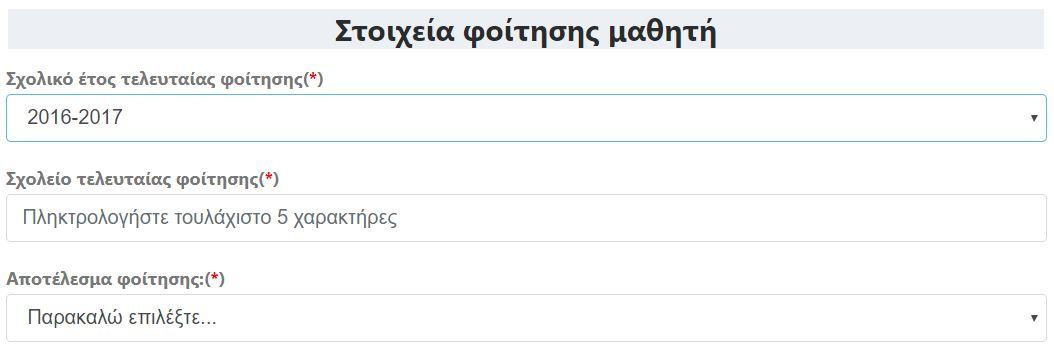 Στοιχεία φοίτησης μαθητή
Σχολικό έτος τελευταίας φοίτησης(*)
2016-2017
Σχολείο τελευταίας φοίτησης(*)
Πληκτρολογήστε τουλάχιστο 5 χαρακτήρες
Αποτέλεσμα φοίτησης:(*)
Παρακαλώ επιλέξτε...